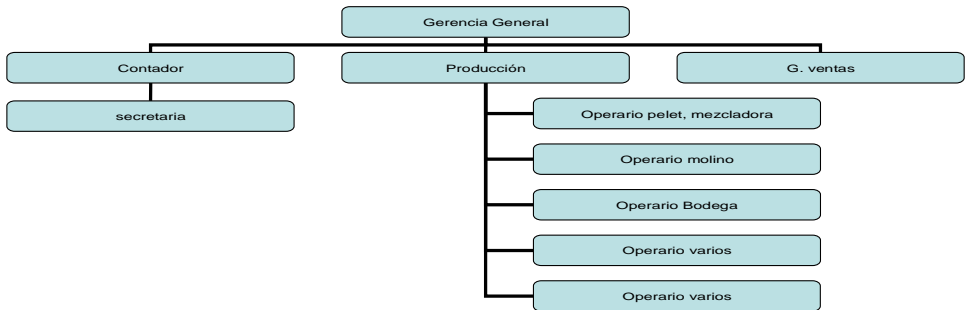 Gerencia General
Contador
Producción
G. ventas
secretaria
Operario pelet, mezcladora
Operario molino
Operario Bodega
Operario varios
Operario varios